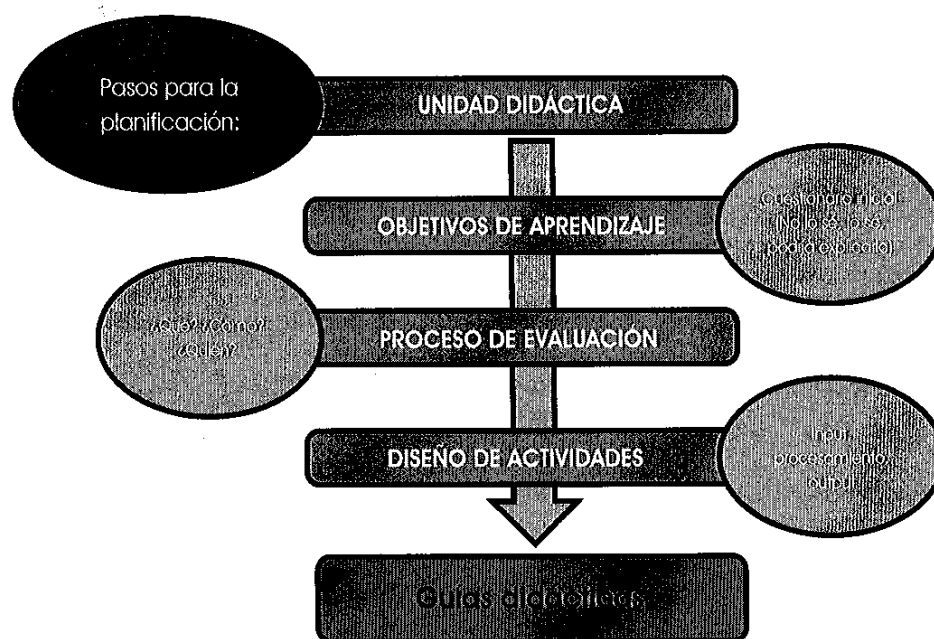 Pasos para la
planificación:
UNIDAD DIDÁCTICA
OBJETIVOS DE APRENDIZAJE
Cuestionario inicial
(No lo sé, lo sé,
podría explicarlo)
PROCESO DE EVALUACIÓN
¿Qué? ¿Cómo?
¿Quién?
DISEÑO DE ACTIVIDADES
Input,
procesamiento,
output
Guías didácticas